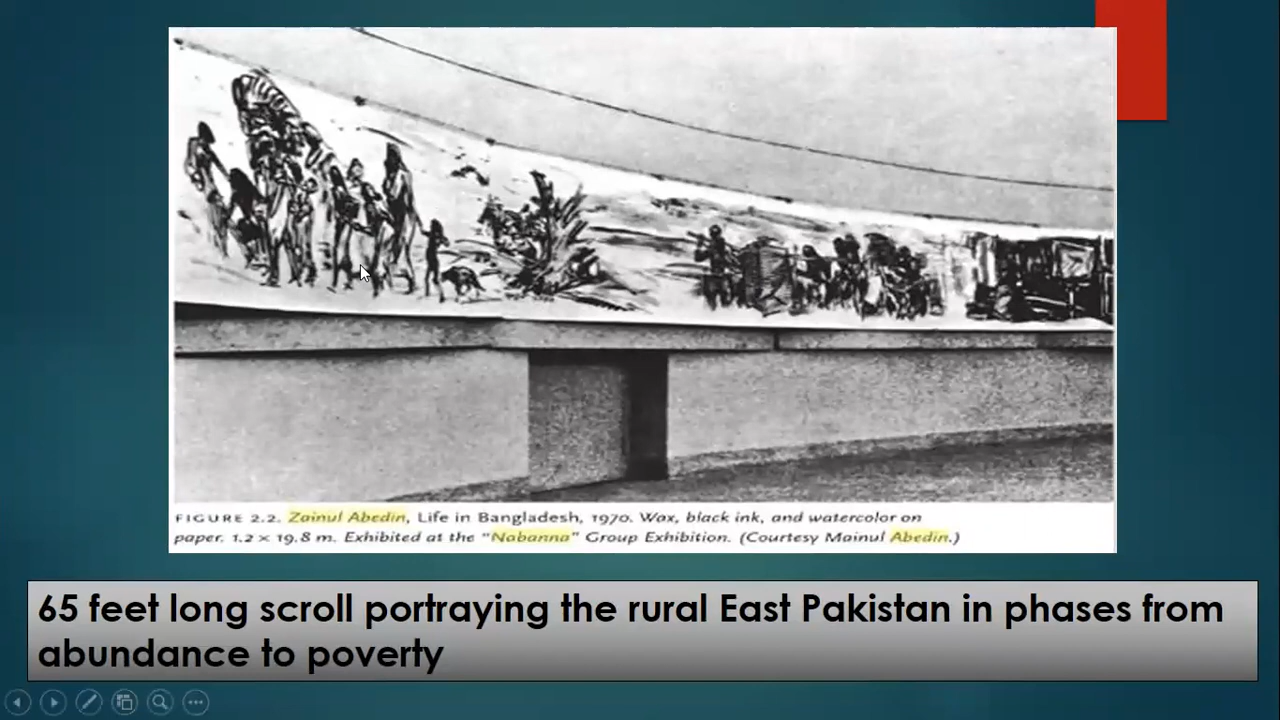 FIGURE 2.2. Zainul Abedin, Life in Bangladesh, 1970. Wax, black ink, and watercolor on
paper. 1.2 × 19.8 m. Exhibited at the “Nabanna” Group Exhibition. (Courtesy Mainul Abedin.)
65 feet long scroll portraying the rural East Pakistan in phases from
abundance to poverty